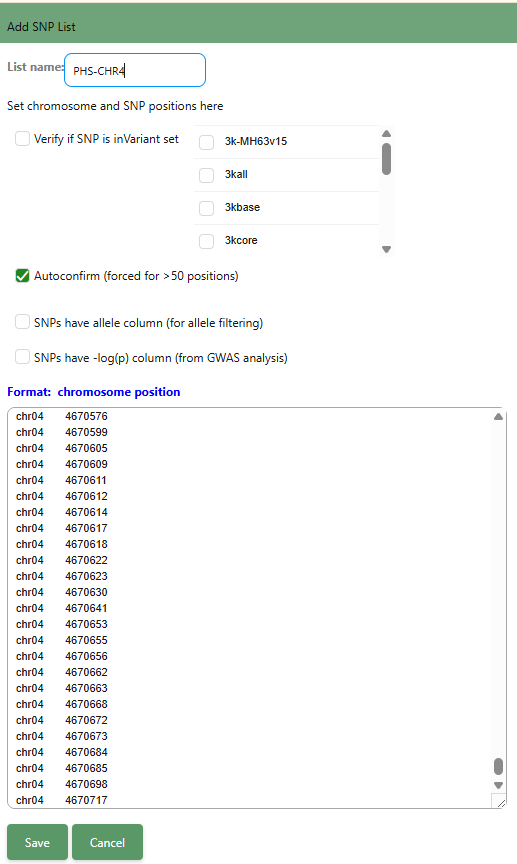 Add SNP List
List name: PHS-CHR4
Set chromosome and SNP positions here
Verify if SNP is inVariant set
3k-MH63v15
3kall
3kbase
3kcore
Autoconfirm (forced for >50 positions)
SNPs have allele column (for allele filtering)
SNPs have -log(p) column (from GWAS analysis)
Format: chromosome position
chr04 4670576
chr04 4670599
chr04 4670605
chr04 4670609
chr04 4670611
chr04 4670612
chr04 4670614
chr04 4670617
chr04 4670618
chr04 4670622
chr04 4670623
chr04 4670630
chr04 4670641
chr04 4670653
chr04 4670655
chr04 4670656
chr04 4670662
chr04 4670663
chr04 4670668
chr04 4670672
chr04 4670673
chr04 4670684
chr04 4670685
chr04 4670698
chr04 4670717
Save Cancel